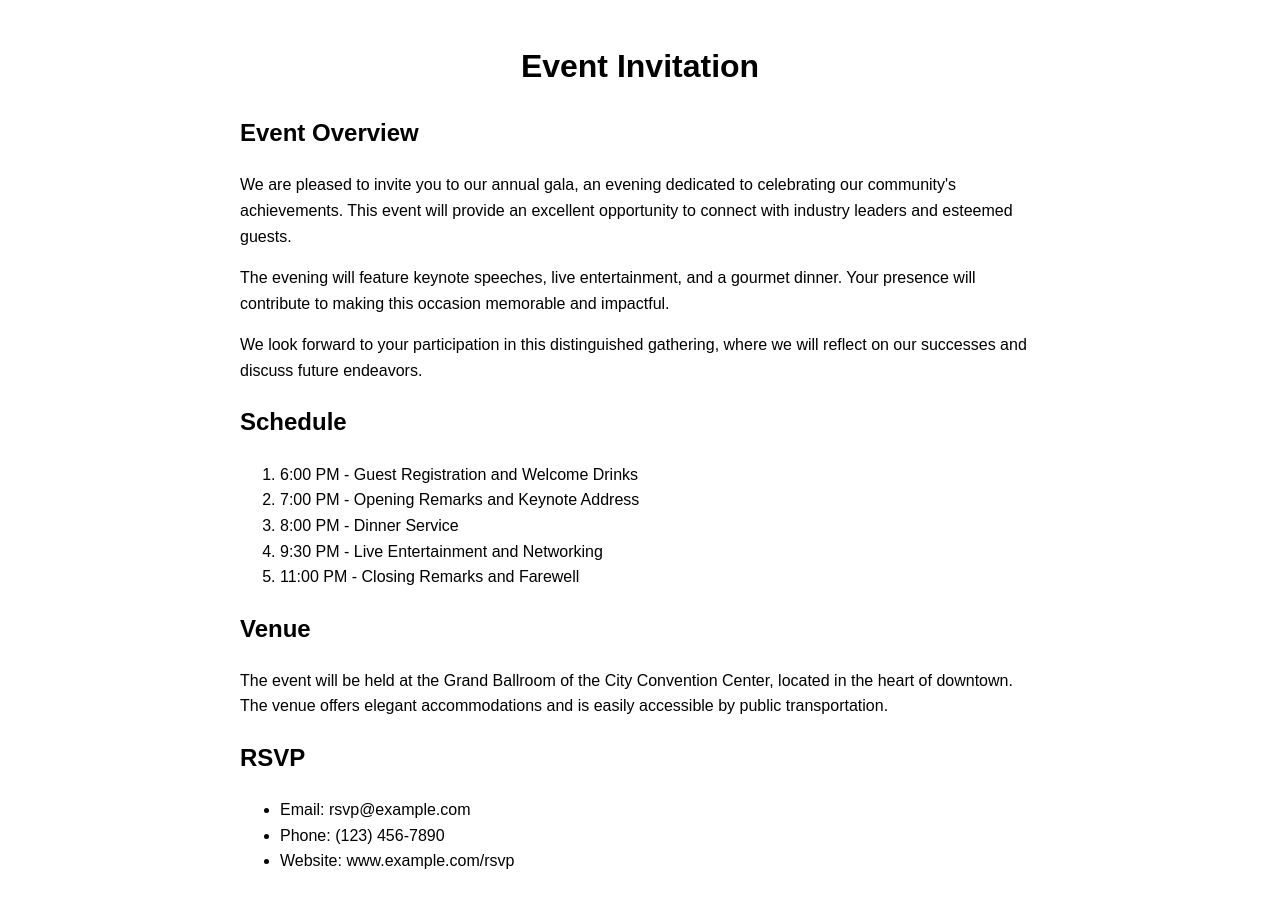 Event Invitation
Event Overview
We are pleased to invite you to our annual gala, an evening dedicated to celebrating our community's
achievements. This event will provide an excellent opportunity to connect with industry leaders and esteemed
guests.
The evening will feature keynote speeches, live entertainment, and a gourmet dinner. Your presence will
contribute to making this occasion memorable and impactful.
We look forward to your participation in this distinguished gathering, where we will reflect on our successes and
discuss future endeavors.
Schedule
1. 6:00 PM - Guest Registration and Welcome Drinks
2. 7:00 PM - Opening Remarks and Keynote Address
3. 8:00 PM - Dinner Service
4. 9:30 PM - Live Entertainment and Networking
5. 11:00 PM - Closing Remarks and Farewell
Venue
The event will be held at the Grand Ballroom of the City Convention Center, located in the heart of downtown.
The venue offers elegant accommodations and is easily accessible by public transportation.
RSVP
• Email: rsvp@example.com
• Phone: (123) 456-7890
• Website: www.example.com/rsvp